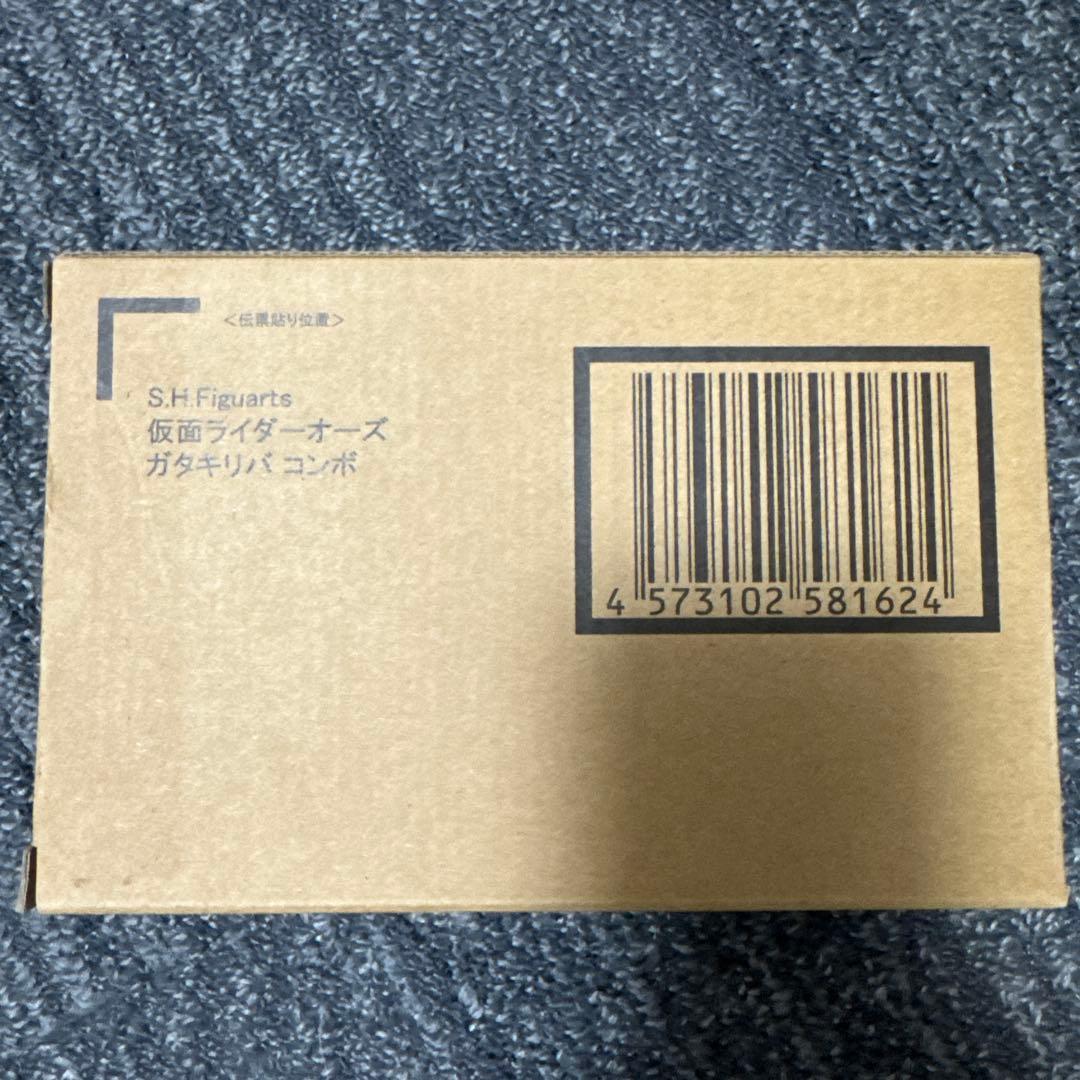 <伝票貼り位置>
S.H.Figuarts
仮面ライダーオーズ
ガタキリバ コンボ
4 573102 581624